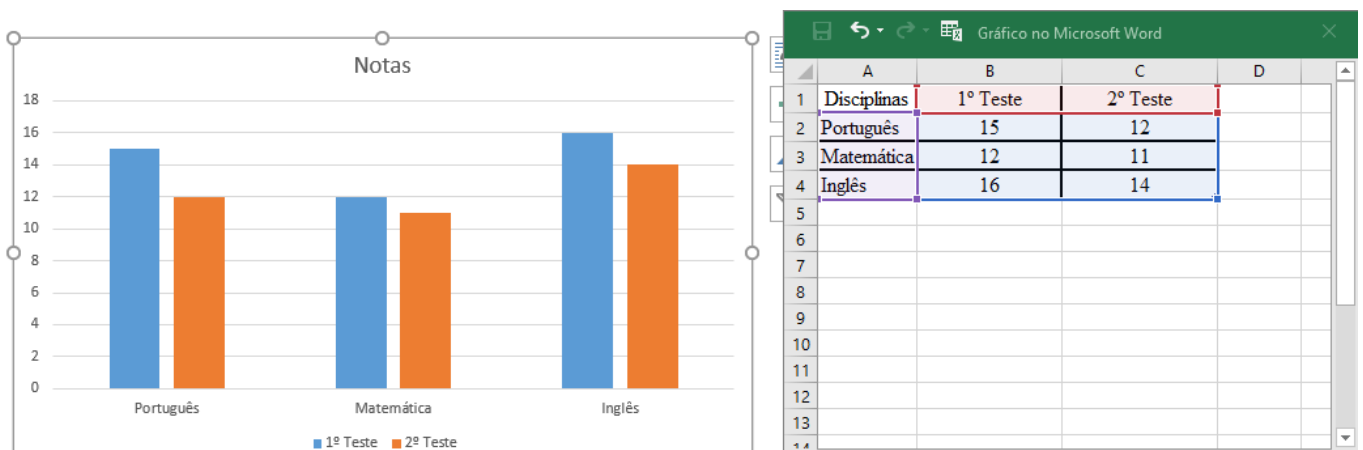 Notas
18
16
14
12
10
8
6
4
2
0
Português Matemática Inglês
1º Teste 2º Teste
Gráfico no Microsoft Word
A B C D
1 Disciplinas 1º Teste 2º Teste
2 Português 15 12
3 Matemática 12 11
4 Inglês 16 14
5
6
7
8
9
10
11
12
13
14